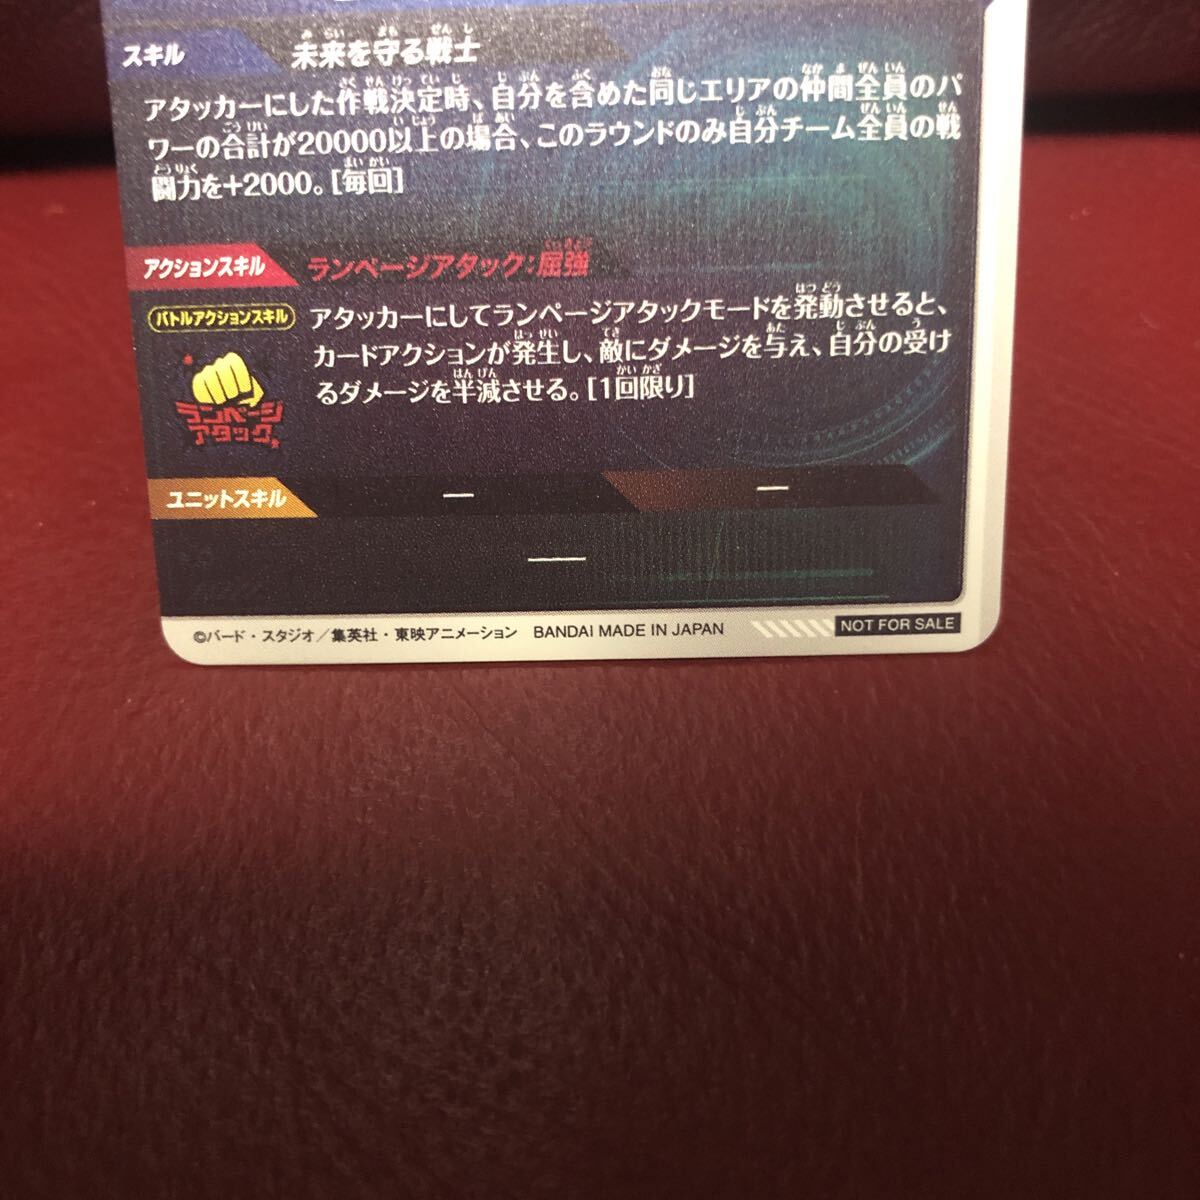 スキル 未来を守る戦士
アタッカーにした作戦決定時、自分を含めた同じエリアの仲間全員のパ
ワーの合計が20000以上の場合、このラウンドのみ自分チーム全員の戦
闘力を+2000。[毎回]
アクションスキル ランページアタック:屈強
バトルアクションスキル
アタッカーにしてランページアタックモードを発動させると、
カードアクションが発生し、敵にダメージを与え、自分の受け
るダメージを半減させる。[1回限り]
ランページ
アタック
ユニットスキル — —
—
©バード・スタジオ／集英社・東映アニメーション BANDAI MADE IN JAPAN NOT FOR SALE